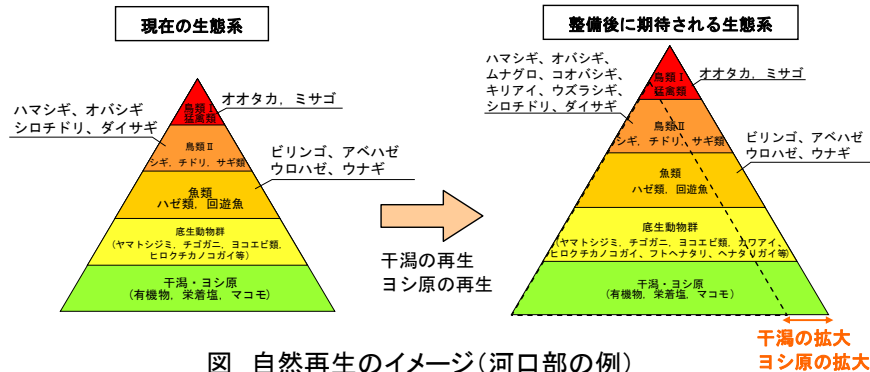 現在の生態系
整備後に期待される生態系
ハマシギ、オバシギ
シロチドリ、ダイサギ
オオタカ，ミサゴ
鳥類Ⅰ
猛禽類
鳥類Ⅱ
シギ，チドリ，サギ類
ビリンゴ、アベハゼ
ウロハゼ、ウナギ
魚類
ハゼ類，回遊魚
底生動物群
(ヤマトシジミ，チゴガニ，ヨコエビ類，
ヒロクチカノコガイ等)
干潟・ヨシ原
(有機物，栄着塩，マコモ)
干潟の再生
ヨシ原の再生
ハマシギ、オバシギ、
ムナグロ、コオバシギ、
キリアイ、ウズラシギ、
シロチドリ、ダイサギ
オオタカ，ミサゴ
鳥類Ⅰ
猛禽類
鳥類Ⅱ
シギ，チドリ，サギ類
ビリンゴ、アベハゼ
ウロハゼ、ウナギ
魚類
ハゼ類，回遊魚
底生動物群
(ヤマトシジミ，チゴガニ，ヨコエビ類，カワアイ，
ヒロクチカノコガイ、フトヘナタリ、ヘナタリガイ等)
干潟・ヨシ原
(有機物，栄着塩，マコモ)
干潟の拡大
ヨシ原の拡大
図 自然再生のイメージ(河口部の例)